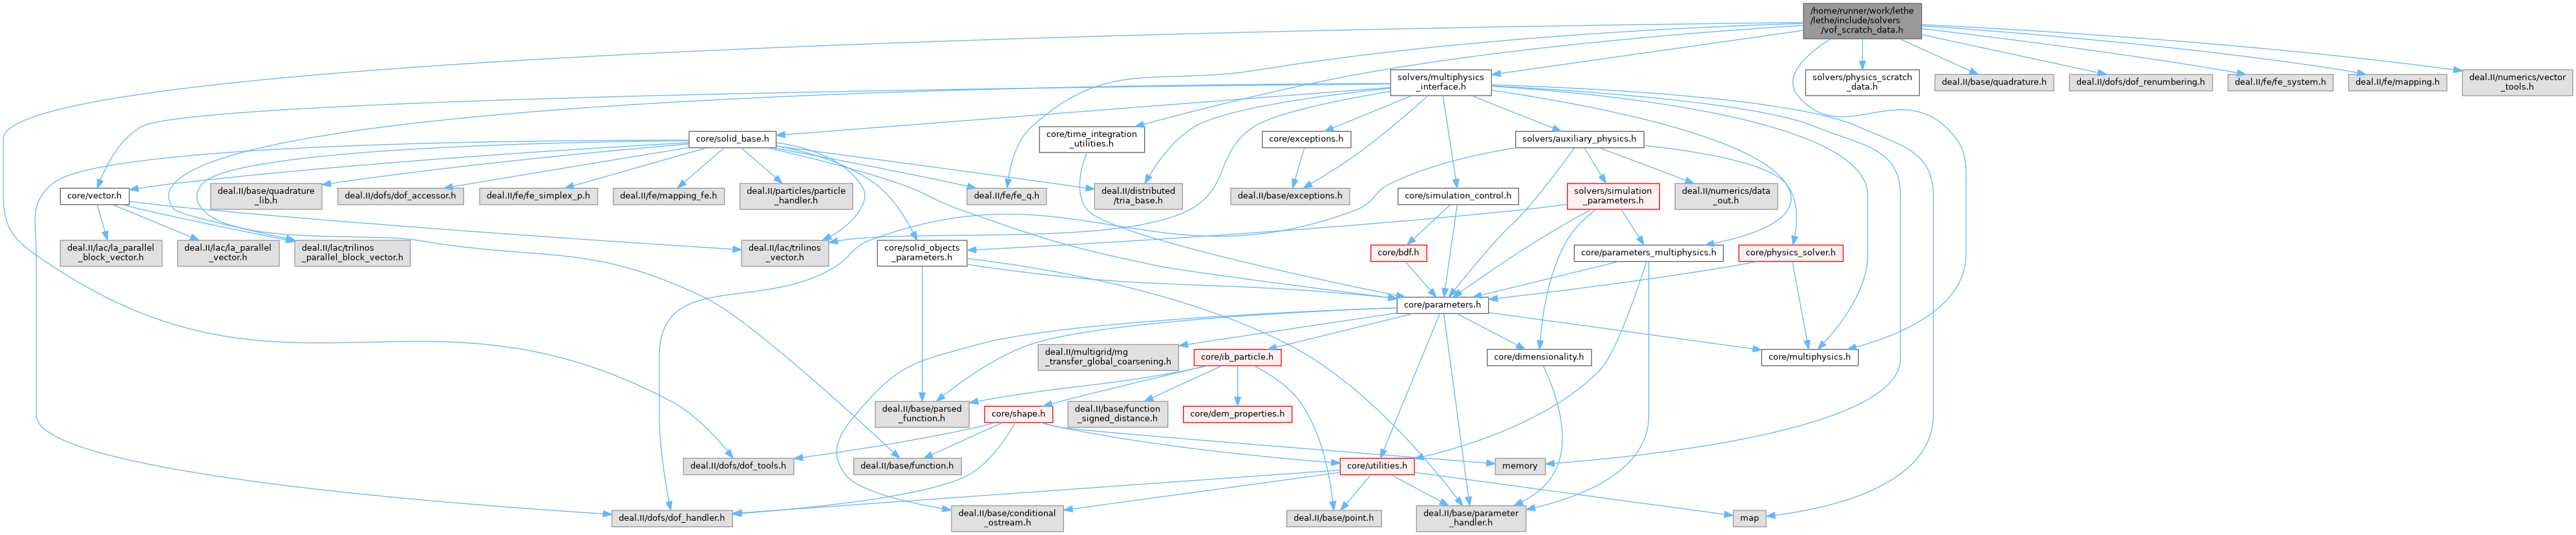 /home/runner/work/lethe
/lethe/include/solvers
/vof_scratch_data.h
solvers/multiphysics
_interface.h
solvers/physics_scratch
_data.h
deal.II/base/quadrature.h
deal.II/dofs/dof_renumbering.h
deal.II/fe/fe_system.h
deal.II/fe/mapping.h
deal.II/numerics/vector
_tools.h
core/solid_base.h
core/time_integration
_utilities.h
core/exceptions.h
solvers/auxiliary_physics.h
core/vector.h
deal.II/base/quadrature
_lib.h
deal.II/dofs/dof_accessor.h
deal.II/fe/fe_simplex_p.h
deal.II/fe/mapping_fe.h
deal.II/particles/particle
_handler.h
deal.II/fe/fe_q.h
deal.II/distributed
/tria_base.h
deal.II/base/exceptions.h
core/simulation_control.h
solvers/simulation
_parameters.h
deal.II/numerics/data
_out.h
deal.II/lac/la_parallel
_block_vector.h
deal.II/lac/la_parallel
_vector.h
deal.II/lac/trilinos
_parallel_block_vector.h
deal.II/lac/trilinos
_vector.h
core/solid_objects
_parameters.h
core/bdf.h
core/parameters_multiphysics.h
core/physics_solver.h
core/parameters.h
deal.II/multigrid/mg
_transfer_global_coarsening.h
core/ib_particle.h
core/dimensionality.h
core/multiphysics.h
deal.II/base/parsed
_function.h
core/shape.h
deal.II/base/function
_signed_distance.h
core/dem_properties.h
deal.II/dofs/dof_tools.h
deal.II/base/function.h
core/utilities.h
memory
deal.II/dofs/dof_handler.h
deal.II/base/conditional
_ostream.h
deal.II/base/point.h
deal.II/base/parameter
_handler.h
map